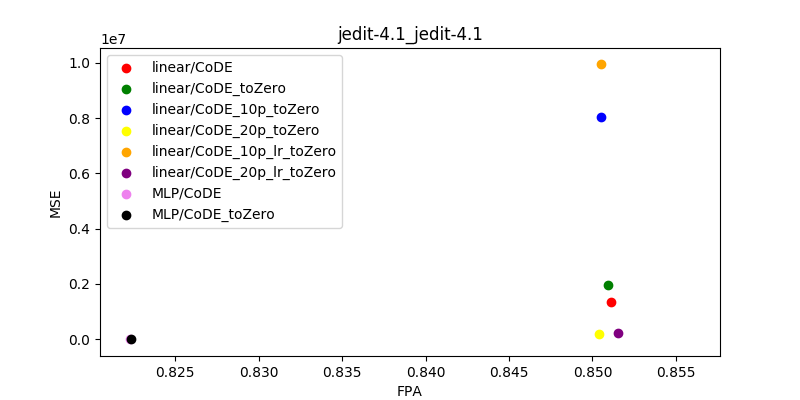 jedit-4.1_jedit-4.1
1e7
linear/CoDE
linear/CoDE_toZero
linear/CoDE_10p_toZero
linear/CoDE_20p_toZero
linear/CoDE_10p_lr_toZero
linear/CoDE_20p_lr_toZero
MLP/CoDE
MLP/CoDE_toZero
MSE
1.0
0.8
0.6
0.4
0.2
0.0
0.825 0.830 0.835 0.840 0.845 0.850 0.855
FPA